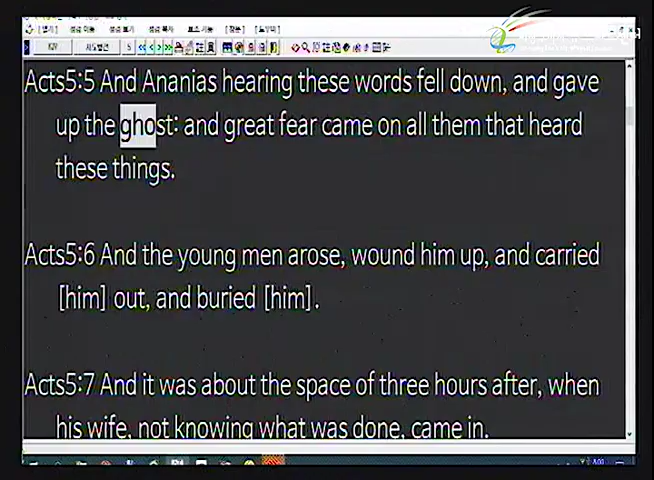 KJV
Acts5:5 And Ananias hearing these words fell down, and gave
up the ghost: and great fear came on all them that heard
these things.
Acts5:6 And the young men arose, wound him up, and carried
[him] out, and buried [him].
Acts5:7 And it was about the space of three hours after, when
his wife, not knowing what was done, came in.